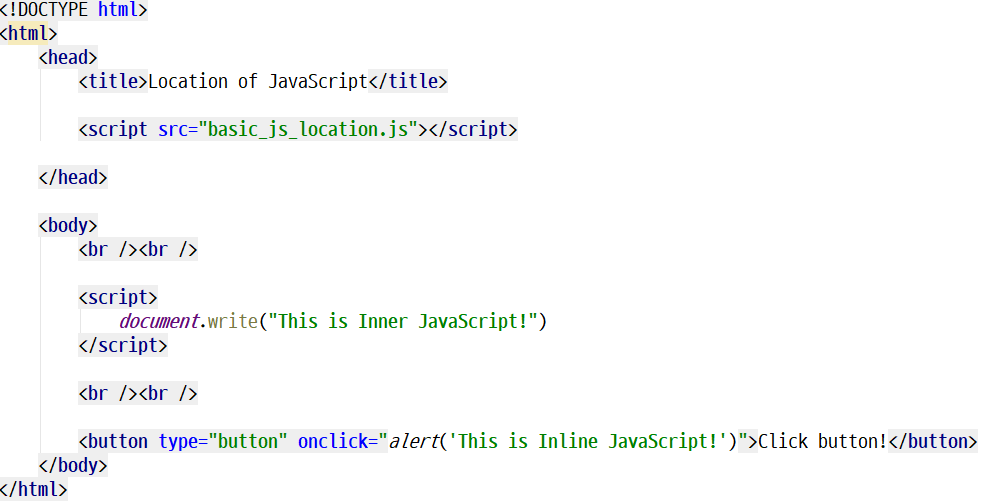 <!DOCTYPE html>
<html>
<head>
<title>Location of JavaScript</title>
<script src="basic_js_location.js"></script>
</head>
<body>
<br /><br />
<script>
document.write("This is Inner JavaScript!")
</script>
<br /><br />
<button type="button" onclick="alert('This is Inline JavaScript!')">Click button!</button>
</body>
</html>